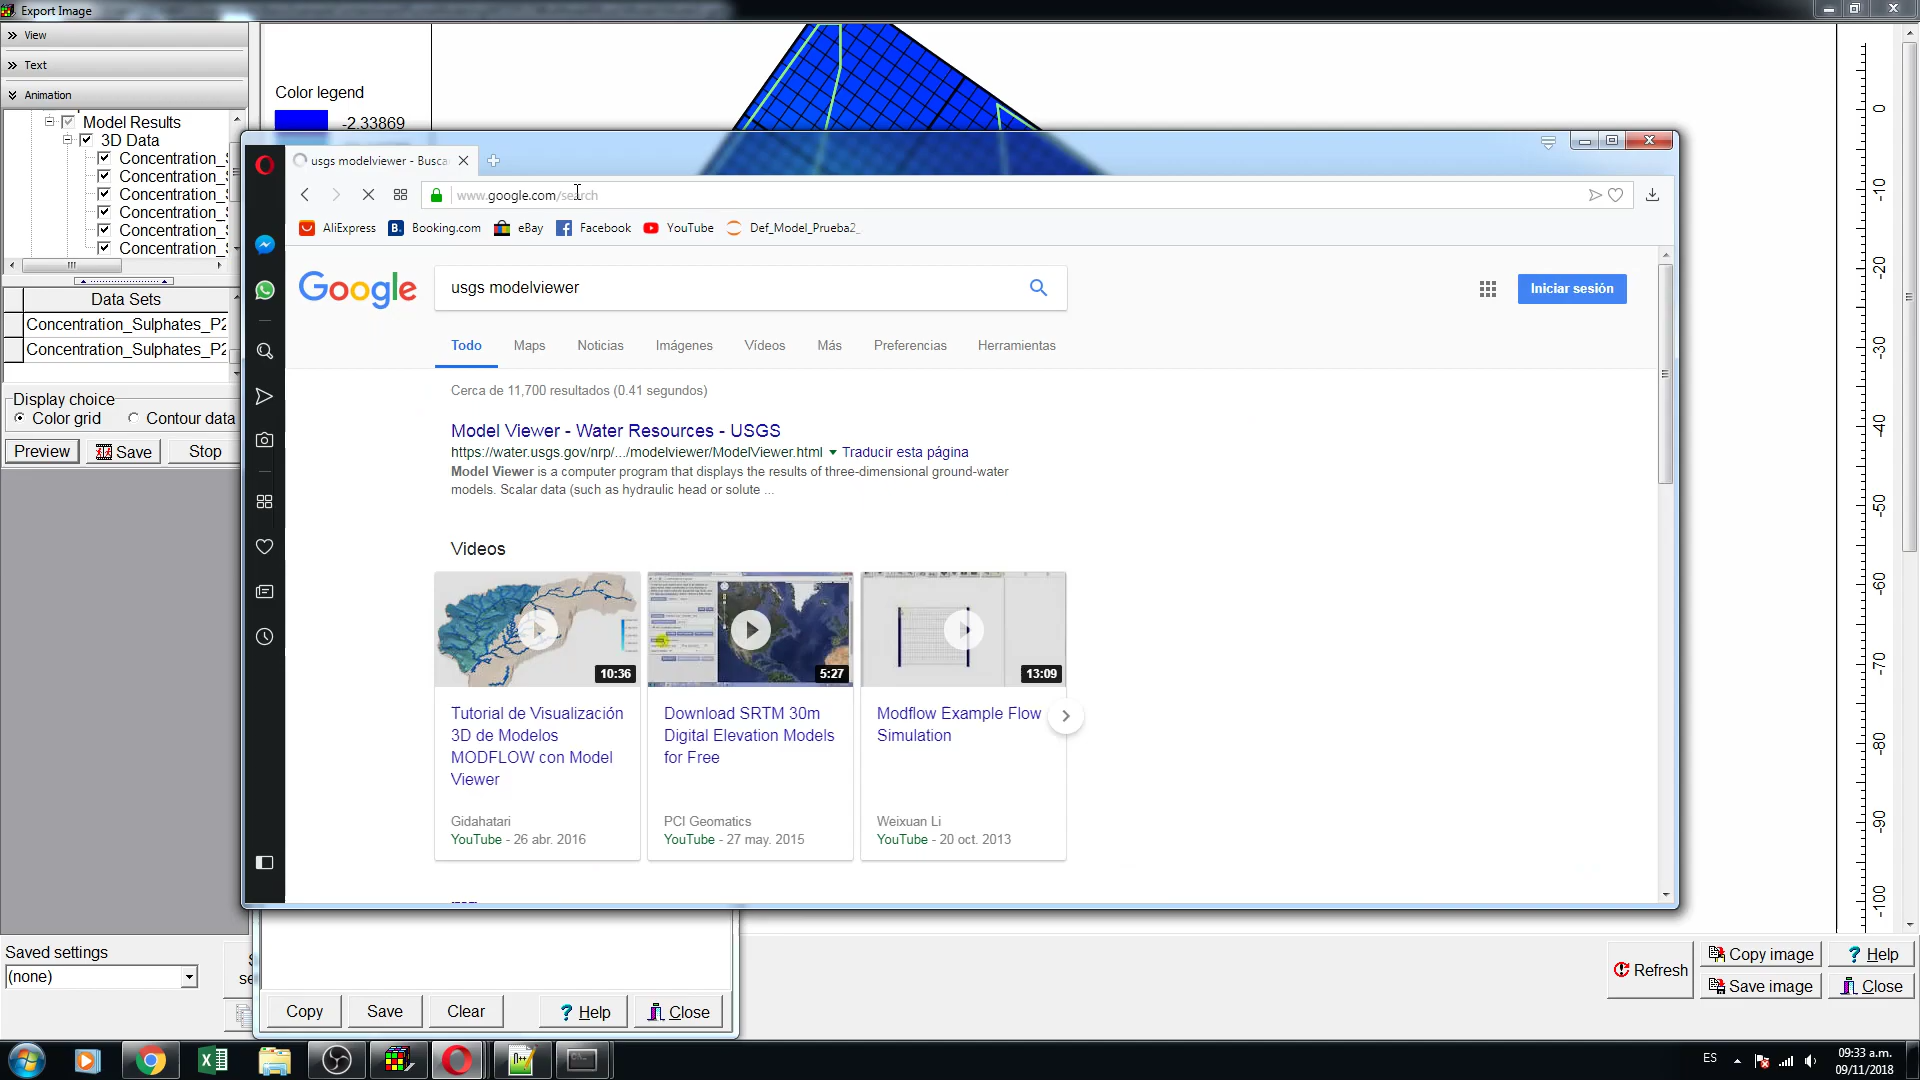 Export Image
View
Text
Animation
Model Results
3D Data
Concentration_
Concentration_
Concentration_
Concentration_
Concentration_
Concentration_
Data Sets
Concentration_Sulphates_P2
Concentration_Sulphates_P2
Display choice
Color grid Contour data
Preview Save Stop
Color legend
-2.33869
usgs modelviewer - Busca
www.google.com/search
AliExpress Booking.com eBay Facebook YouTube Def_Model_Prueba2_
Google usgs modelviewer Iniciar sesión
Todo Maps Noticias Imágenes Vídeos Más Preferencias Herramientas
Cerca de 11,700 resultados (0.41 segundos)
Model Viewer - Water Resources - USGS
https://water.usgs.gov/nrp/.../modelviewer/ModelViewer.html Traducir esta página
Model Viewer is a computer program that displays the results of three-dimensional ground-water
models. Scalar data (such as hydraulic head or solute ...
Videos
10:36
Tutorial de Visualización
3D de Modelos
MODFLOW con Model
Viewer
Gidahatari
YouTube - 26 abr. 2016
5:27
Download SRTM 30m
Digital Elevation Models
for Free
PCI Geomatics
YouTube - 27 may. 2015
13:09
Modflow Example Flow
Simulation
Weixuan Li
YouTube - 20 oct. 2013
0
-10
-20
-30
-40
-50
-60
-70
-80
-90
-100
Saved settings
(none)
Copy Save Clear Help Close
Refresh
Copy image Help
Save image Close
ES
09:33 a.m.
09/11/2018